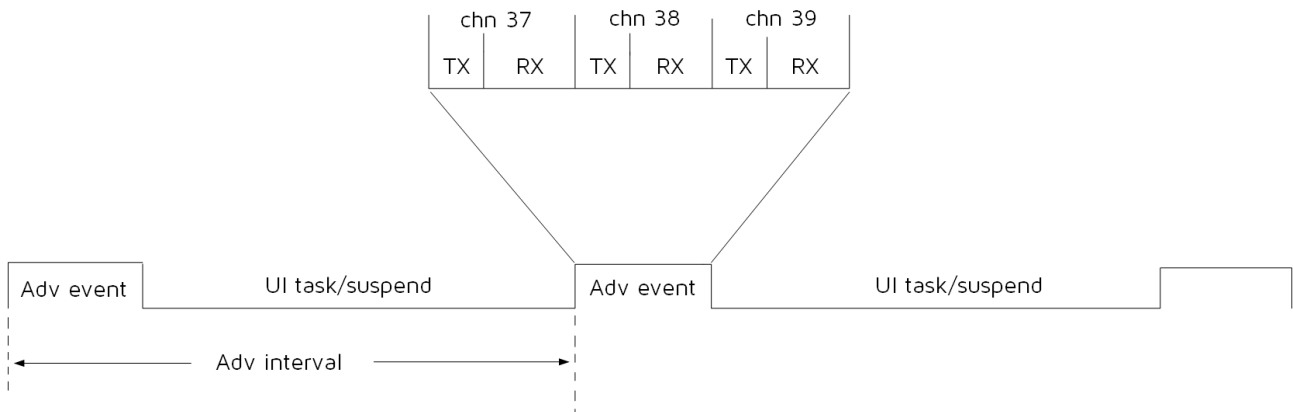 chn 37 chn 38 chn 39
TX RX TX RX TX RX
Adv event UI task/suspend Adv event UI task/suspend
Adv interval